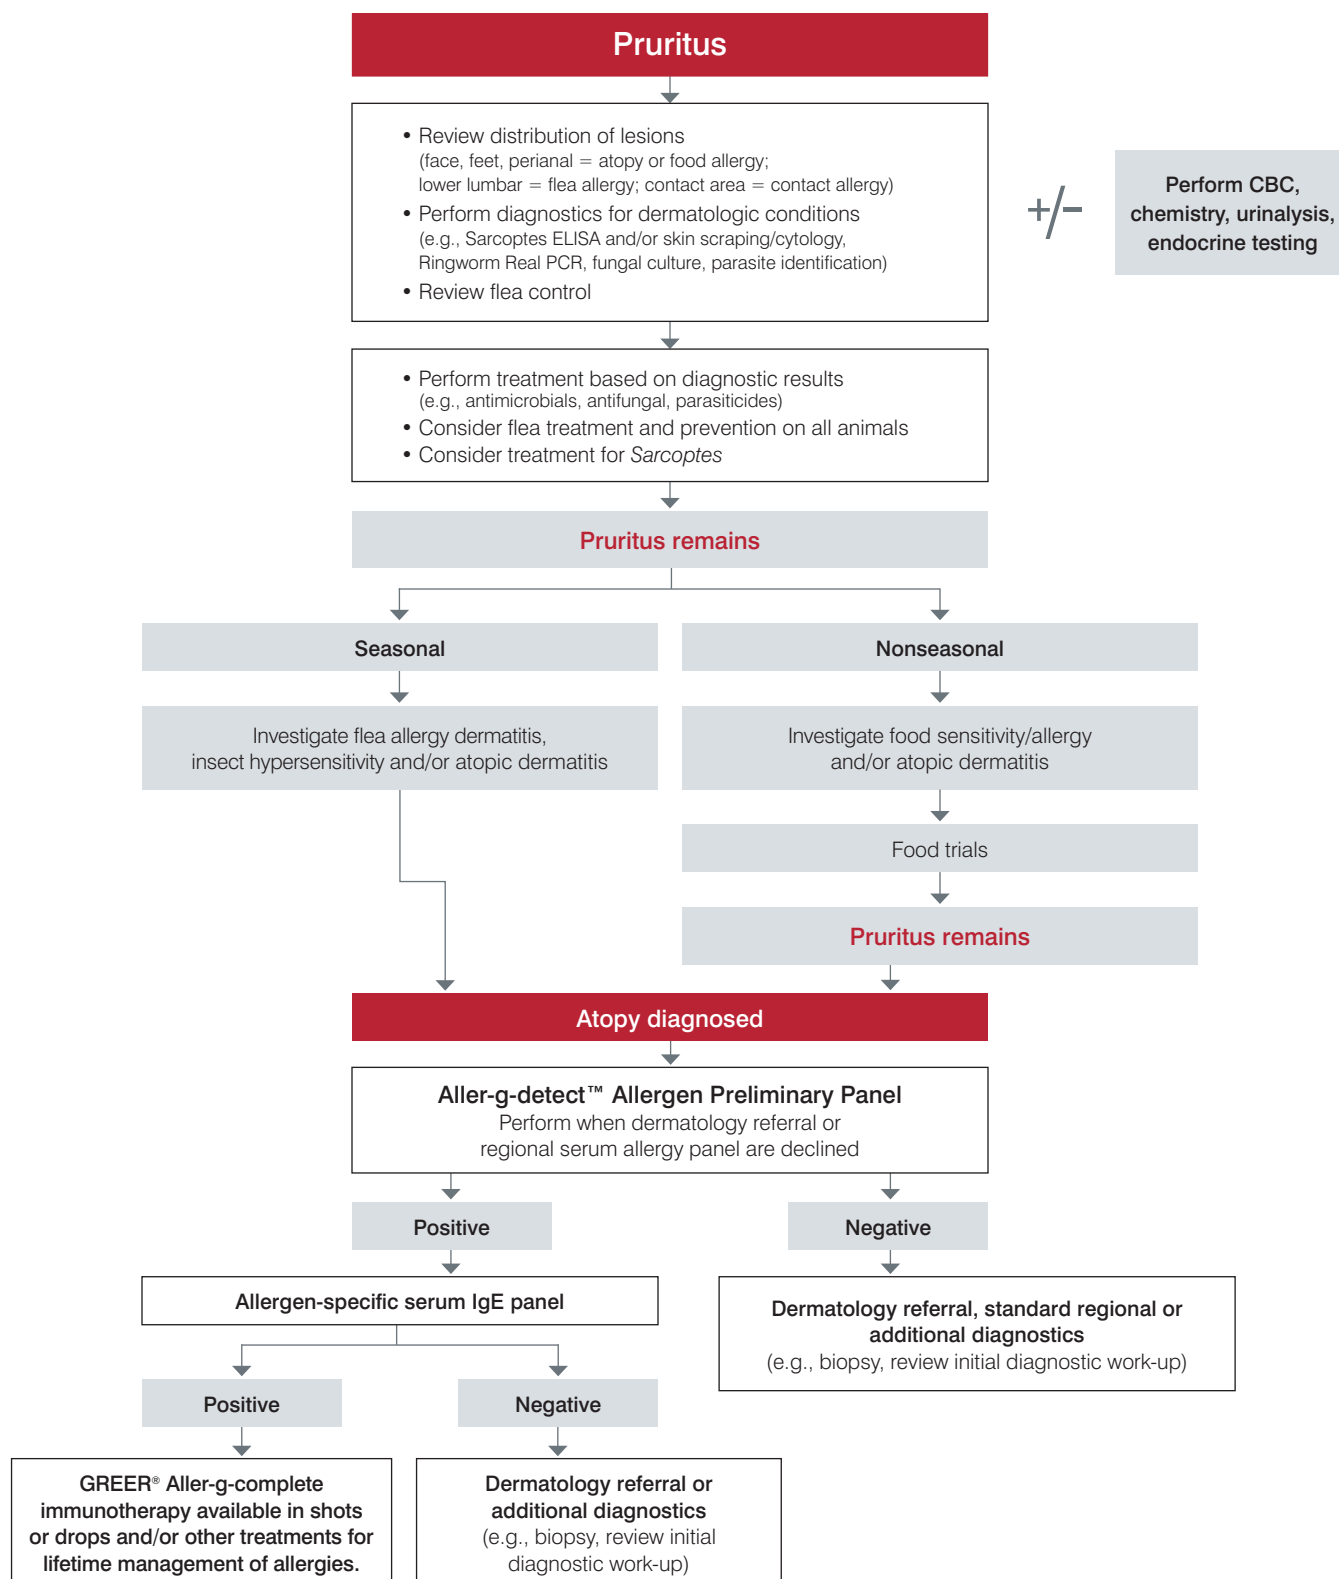 Pruritus
• Review distribution of lesions
(face, feet, perianal = atopy or food allergy;
lower lumbar = flea allergy; contact area = contact allergy)
• Perform diagnostics for dermatologic conditions
(e.g., Sarcoptes ELISA and/or skin scraping/cytology,
Ringworm Real PCR, fungal culture, parasite identification)
• Review flea control
+/-
Perform CBC,
chemistry, urinalysis,
endocrine testing
• Perform treatment based on diagnostic results
(e.g., antimicrobials, antifungal, parasiticides)
• Consider flea treatment and prevention on all animals
• Consider treatment for Sarcoptes
Pruritus remains
Seasonal
Nonseasonal
Investigate flea allergy dermatitis,
insect hypersensitivity and/or atopic dermatitis
Investigate food sensitivity/allergy
and/or atopic dermatitis
Food trials
Pruritus remains
Atopy diagnosed
Aller-g-detect™ Allergen Preliminary Panel
Perform when dermatology referral or
regional serum allergy panel are declined
Positive
Negative
Allergen-specific serum IgE panel
Dermatology referral, standard regional or
additional diagnostics
(e.g., biopsy, review initial diagnostic work-up)
Positive
Negative
GREER® Aller-g-complete
immunotherapy available in shots
or drops and/or other treatments for
lifetime management of allergies.
Dermatology referral or
additional diagnostics
(e.g., biopsy, review initial
diagnostic work-up)